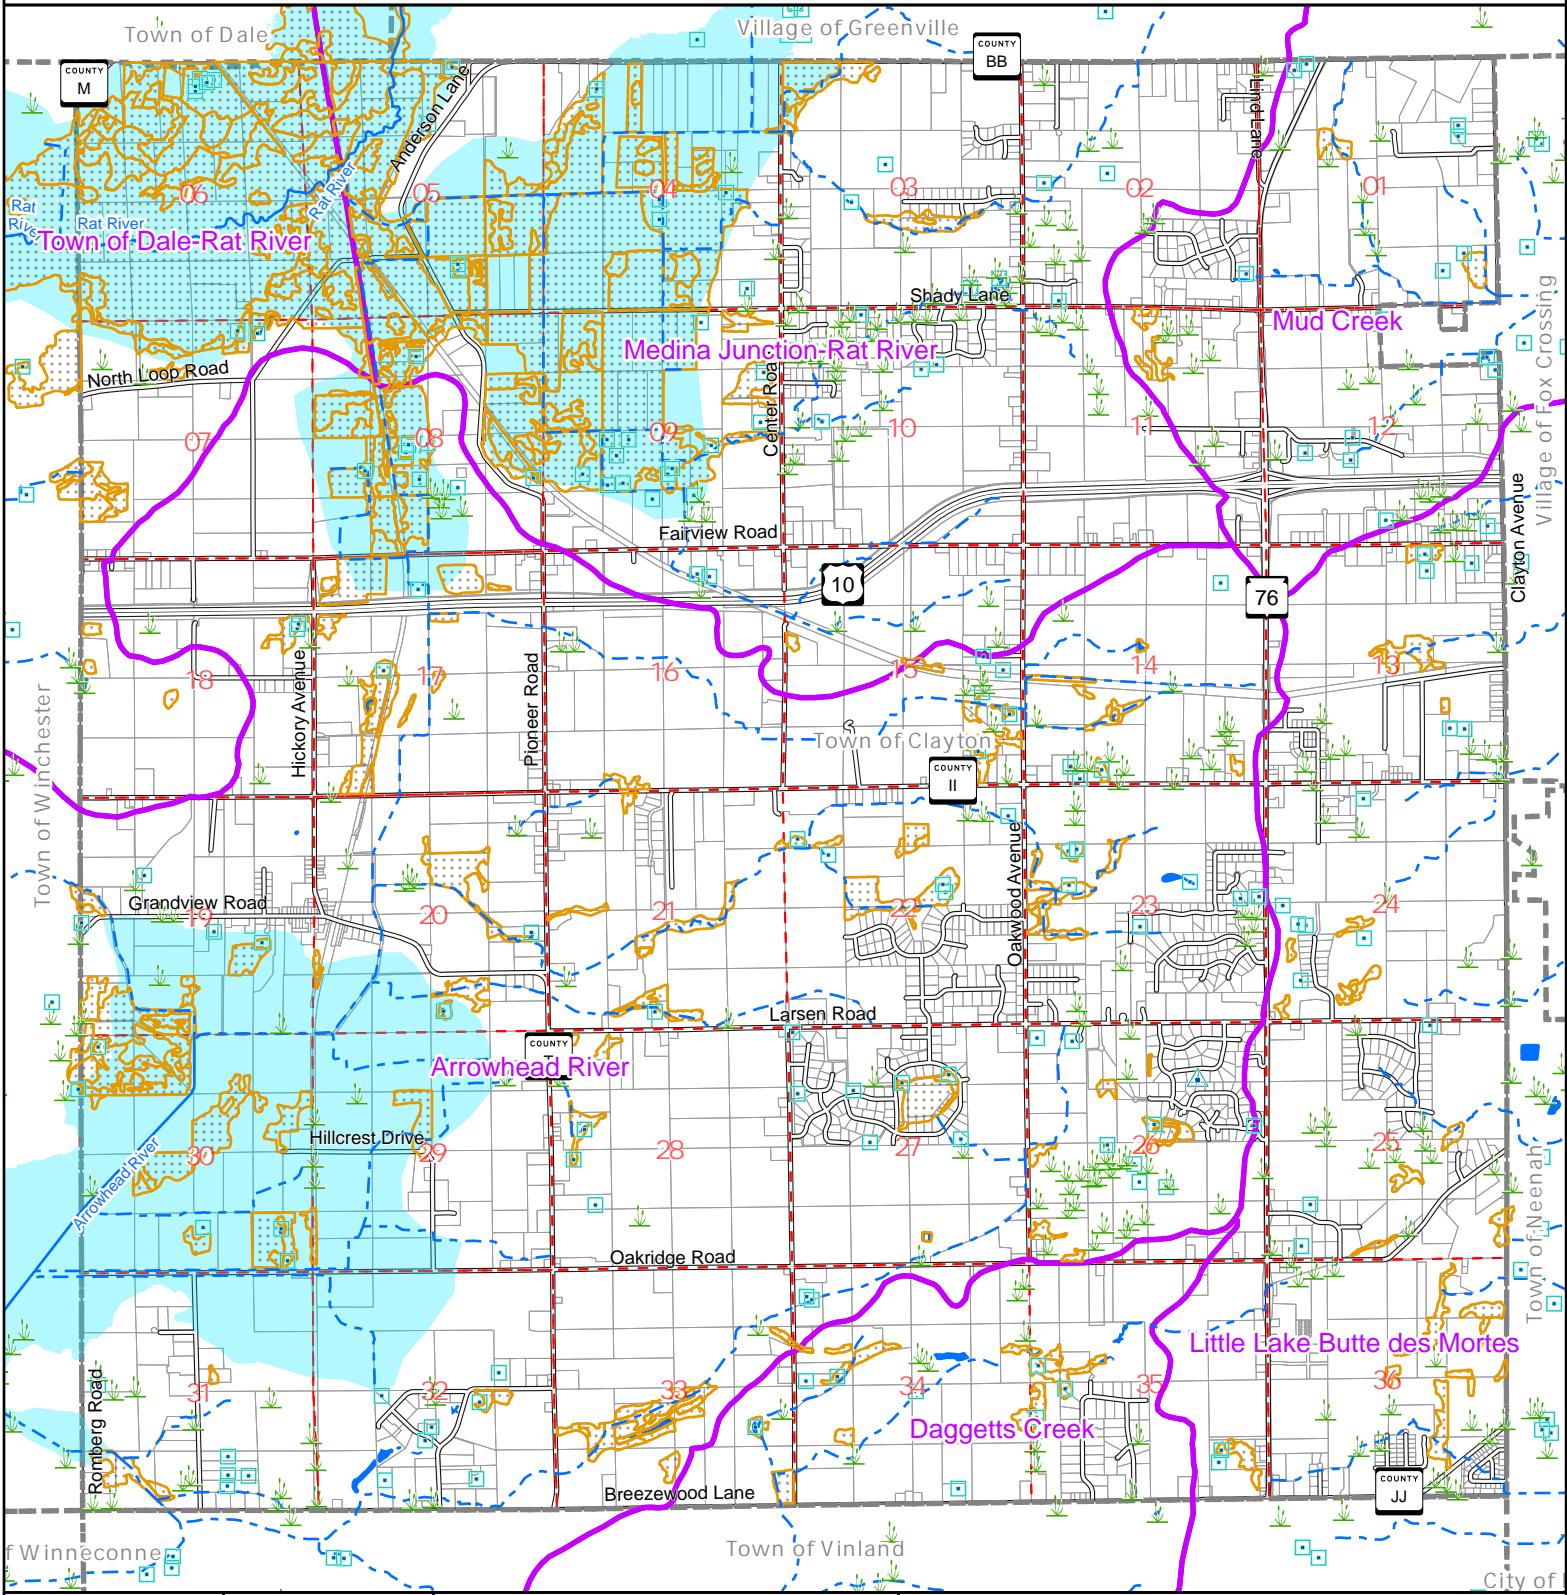 Town of Dale
Village of Greenville
COUNTY
M
COUNTY
BB
Anderson Lane
Lind Lane
Rat River
06
05
04
03
02
01
Rat
River
Rat River
Town of Dale-Rat River
Shady Lane
Mud Creek
Medina Junction-Rat River
North Loop Road
Center Road
Village of Fox Crossing
07
08
09
10
11
12
Clayton Avenue
Fairview Road
10
76
Hickory Avenue
Pioneer Road
18
17
16
15
14
13
Town of Winchester
Town of Clayton
COUNTY
II
Oakwood Avenue
Grandview Road
19
20
21
22
23
24
Larsen Road
COUNTY
Arrowhead River
Arrowhead River
Hillcrest Drive
30
29
28
27
26
25
Town of Neenah
Oakridge Road
Little Lake Butte des Mortes
Romberg Road
31
32
33
34
35
36
Daggetts Creek
COUNTY
JJ
Breezewood Lane
f Winneconne
Town of Vinland
City of